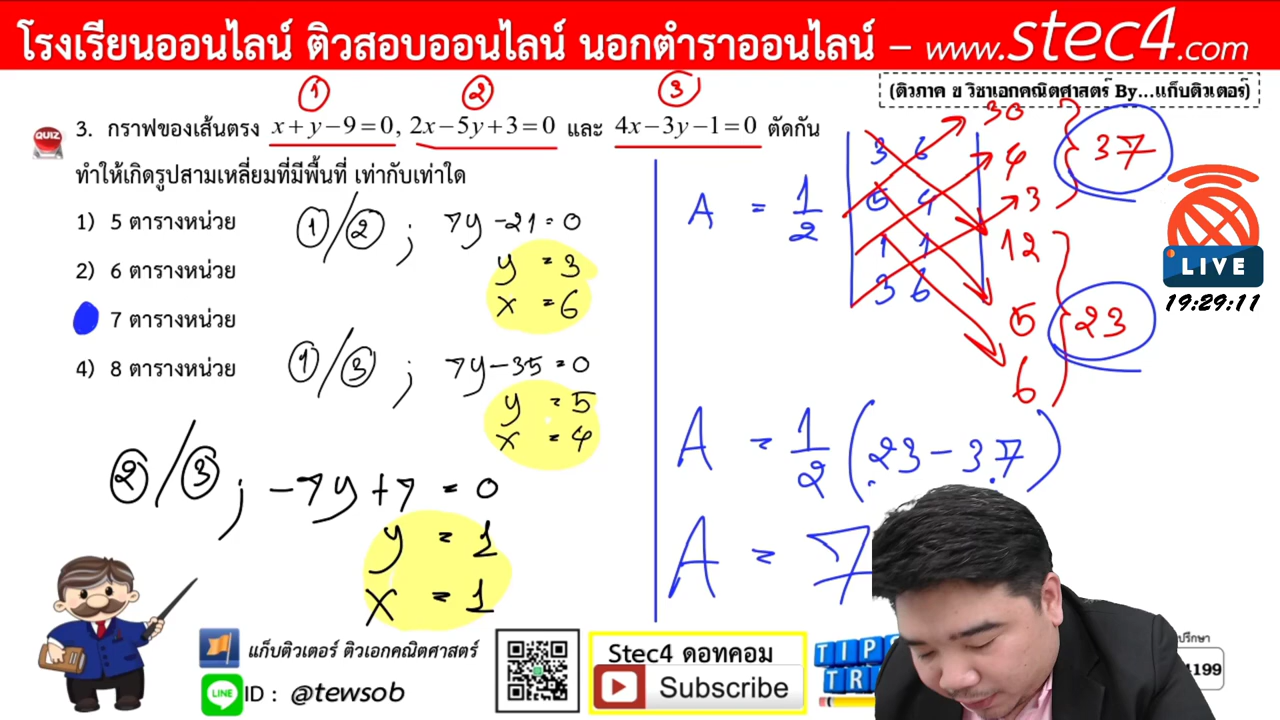 โรงเรียนออนไลน์ ติวสอบออนไลน์ นอกตำราออนไลน์ – www.stec4.com
(ติวภาค ข วิชาเอกคณิตศาสตร์ By...แก็บติวเตอร์)
① ② ③
QUIZ
3. กราฟของเส้นตรง x+y−9=0, 2x−5y+3=0 และ 4x−3y−1=0 ตัดกัน
ทำให้เกิดรูปสามเหลี่ยมที่มีพื้นที่ เท่ากับเท่าใด
1) 5 ตารางหน่วย
2) 6 ตารางหน่วย
7 ตารางหน่วย
4) 8 ตารางหน่วย
①/② ; 7y −21=0
y = 3
x = 6
①/③ ; 7y−35=0
y = 5
x = 4
②/③ ; −7y+7 = 0
y = 1
x = 1
A = 1/2
3 6
5 4
1 1
3 6
30
4
3
37
12
5
6
23
A = 1/2 (23−37)
A = 7
LIVE
19:29:11
แก็บติวเตอร์ ติวเอกคณิตศาสตร์
LINE ID : @tewsob
Stec4 ดอทคอม
Subscribe
TIPS
TR
ปรึกษา
4199